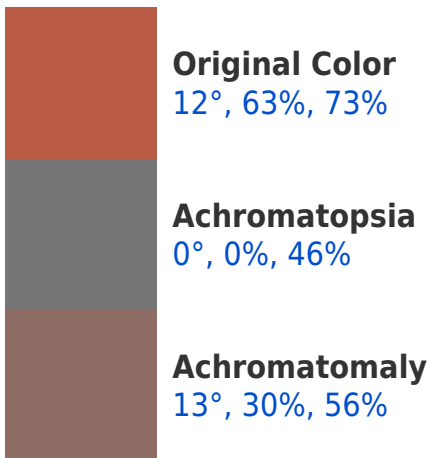 Original Color
12°, 63%, 73%
Achromatopsia
0°, 0%, 46%
Achromatomaly
13°, 30%, 56%